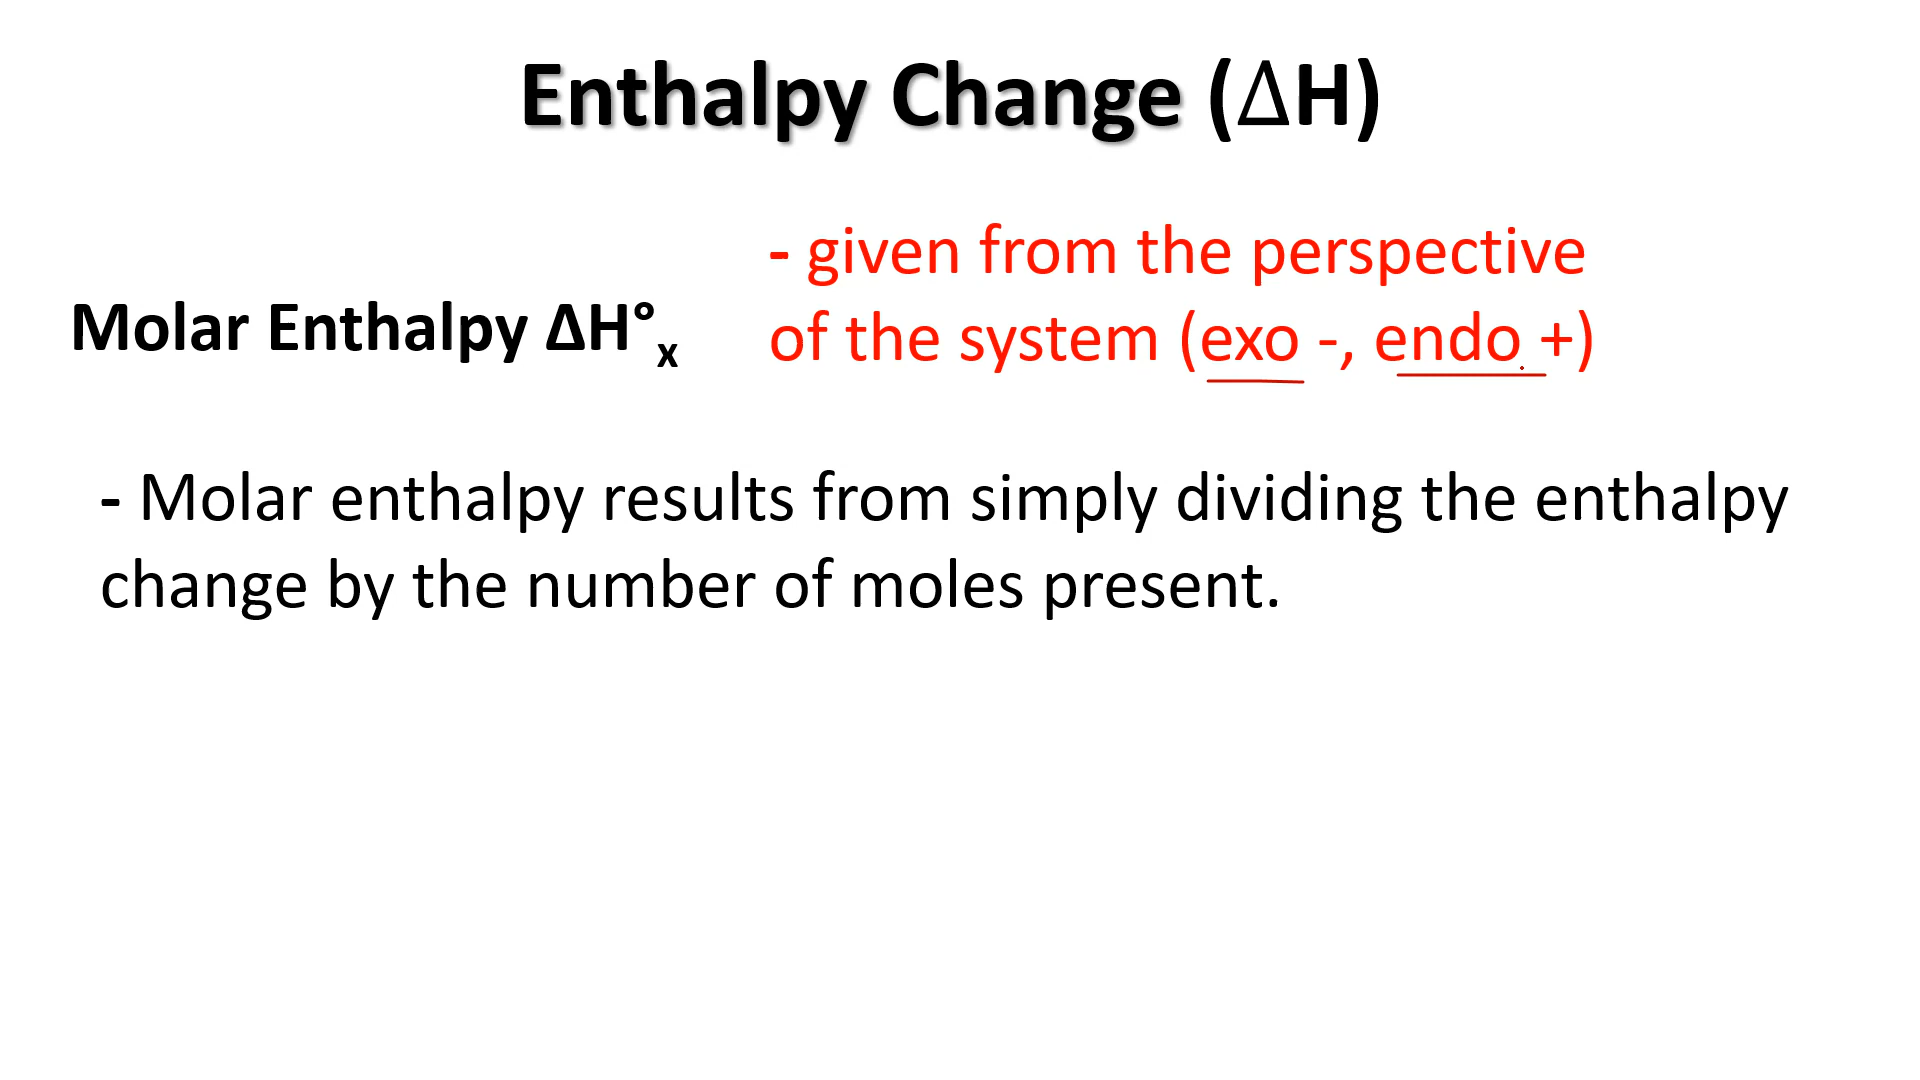 Enthalpy Change (ΔH)
- given from the perspective
of the system (exo -, endo +)
Molar Enthalpy ΔH°x
- Molar enthalpy results from simply dividing the enthalpy
change by the number of moles present.